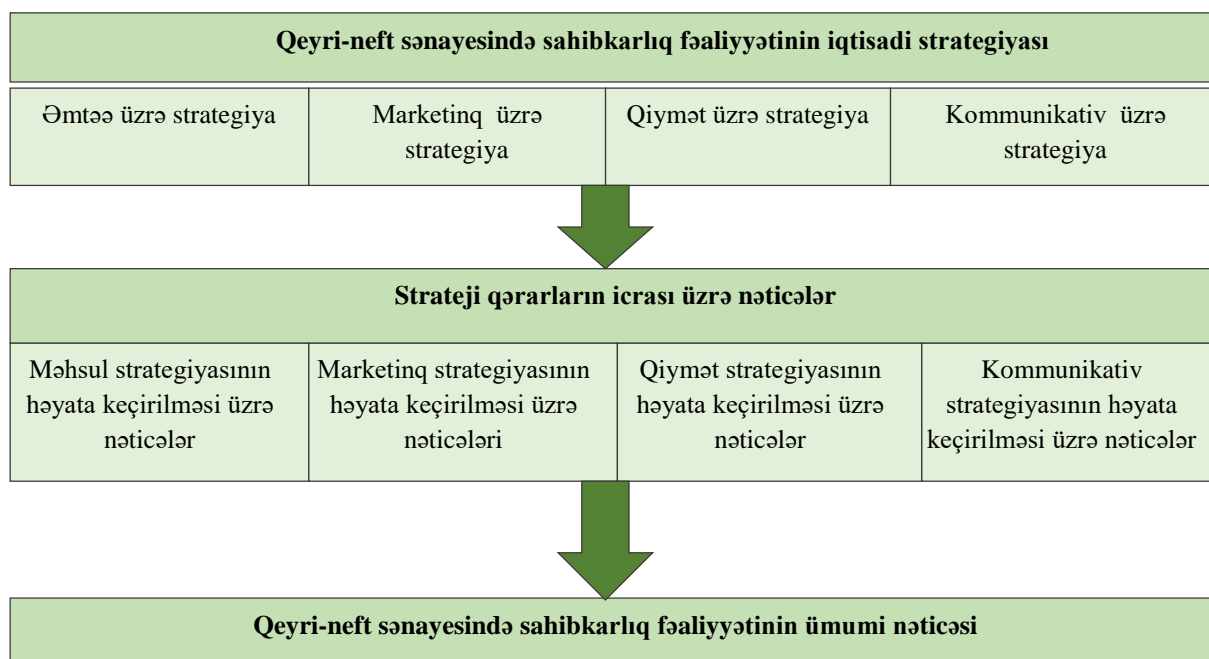 Qeyri-neft sənayesində sahibkarlıq fəaliyyətinin iqtisadi strategiyası
Əmtəə üzrə strategiya
Marketinq üzrə
strategiya
Qiymət üzrə strategiya
Kommunikativ üzrə
strategiya
Strateji qərarların icrası üzrə nəticələr
Məhsul strategiyasının
həyata keçirilməsi üzrə
nəticələr
Marketinq strategiyasının
həyata keçirilməsi üzrə
nəticələri
Qiymət strategiyasının
həyata keçirilməsi üzrə
nəticələr
Kommunikativ
strategiyasının həyata
keçirilməsi üzrə nəticələr
Qeyri-neft sənayesində sahibkarlıq fəaliyyətinin ümumi nəticəsi